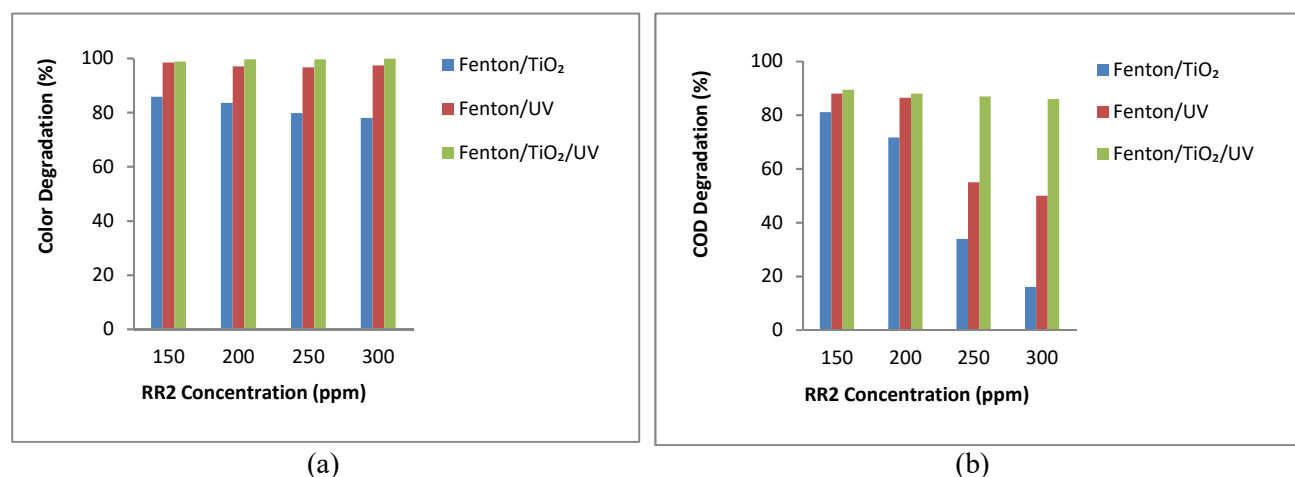 Color Degradation (%)
100
80
60
40
20
0
150 200 250 300
RR2 Concentration (ppm)
Fenton/TiO₂
Fenton/UV
Fenton/TiO₂/UV
(a)
COD Degradation (%)
100
80
60
40
20
0
150 200 250 300
RR2 Concentration (ppm)
Fenton/TiO₂
Fenton/UV
Fenton/TiO₂/UV
(b)